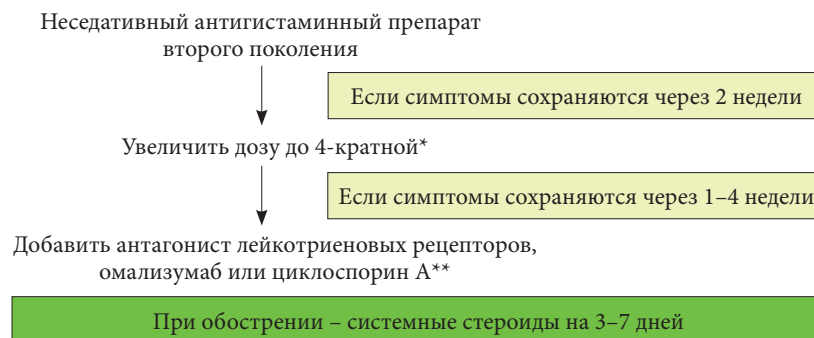 Неседативный антигистаминный препарат
второго поколения
Если симптомы сохраняются через 2 недели
Увеличить дозу до 4-кратной*
Если симптомы сохраняются через 1–4 недели
Добавить антагонист лейкотриеновых рецепторов,
омализумаб или циклоспорин А**
При обострении – системные стероиды на 3–7 дней